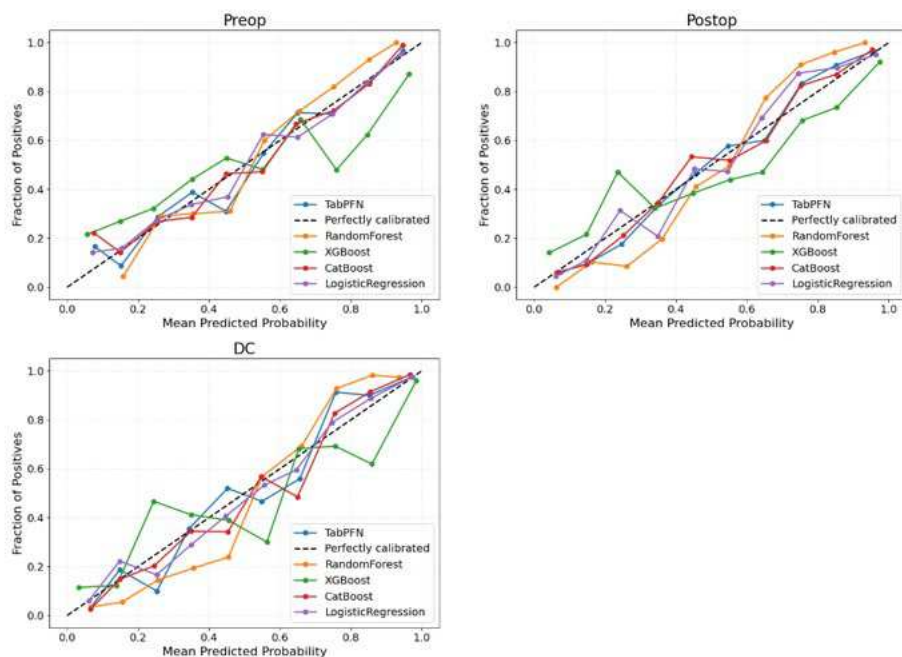 Preop
1.0
0.8
0.6
0.4
0.2
0.0
Fraction of Positives
TabPFN
Perfectly calibrated
RandomForest
XGBoost
CatBoost
LogisticRegression
0.0 0.2 0.4 0.6 0.8 1.0
Mean Predicted Probability
Postop
1.0
0.8
0.6
0.4
0.2
0.0
Fraction of Positives
TabPFN
Perfectly calibrated
RandomForest
XGBoost
CatBoost
LogisticRegression
0.0 0.2 0.4 0.6 0.8 1.0
Mean Predicted Probability
DC
1.0
0.8
0.6
0.4
0.2
0.0
Fraction of Positives
TabPFN
Perfectly calibrated
RandomForest
XGBoost
CatBoost
LogisticRegression
0.0 0.2 0.4 0.6 0.8 1.0
Mean Predicted Probability